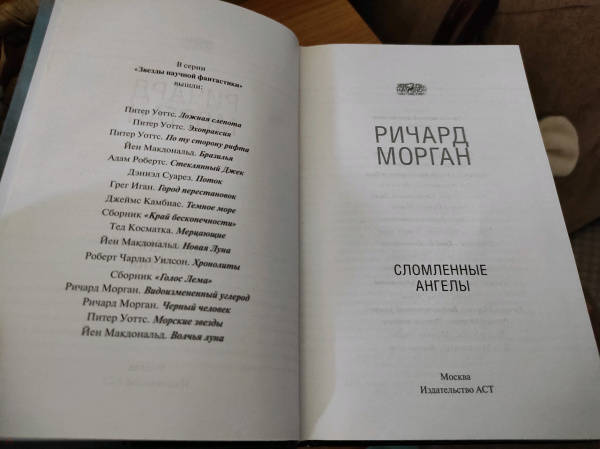 В серии
«Звезды научной фантастики»
вышли:
Питер Уоттс. Ложная слепота
Питер Уоттс. Эхопраксия
Питер Уоттс. По ту сторону рифта
Йен Макдональд. Бразилья
Адам Робертс. Стеклянный Джек
Дэниэл Суарез. Поток
Грег Иган. Город перестановок
Джеймс Камбиас. Темное море
Сборник «Край бесконечности»
Тед Косматка. Мерцающие
Йен Макдональд. Новая Луна
Роберт Чарльз Уилсон. Хронолиты
Сборник «Голос Лема»
Ричард Морган. Видоизмененный углерод
Ричард Морган. Черный человек
Питер Уоттс. Морские звезды
Йен Макдональд. Волчья луна
РИЧАРД
МОРГАН
СЛОМЛЕННЫЕ
АНГЕЛЫ
Москва
Издательство АСТ